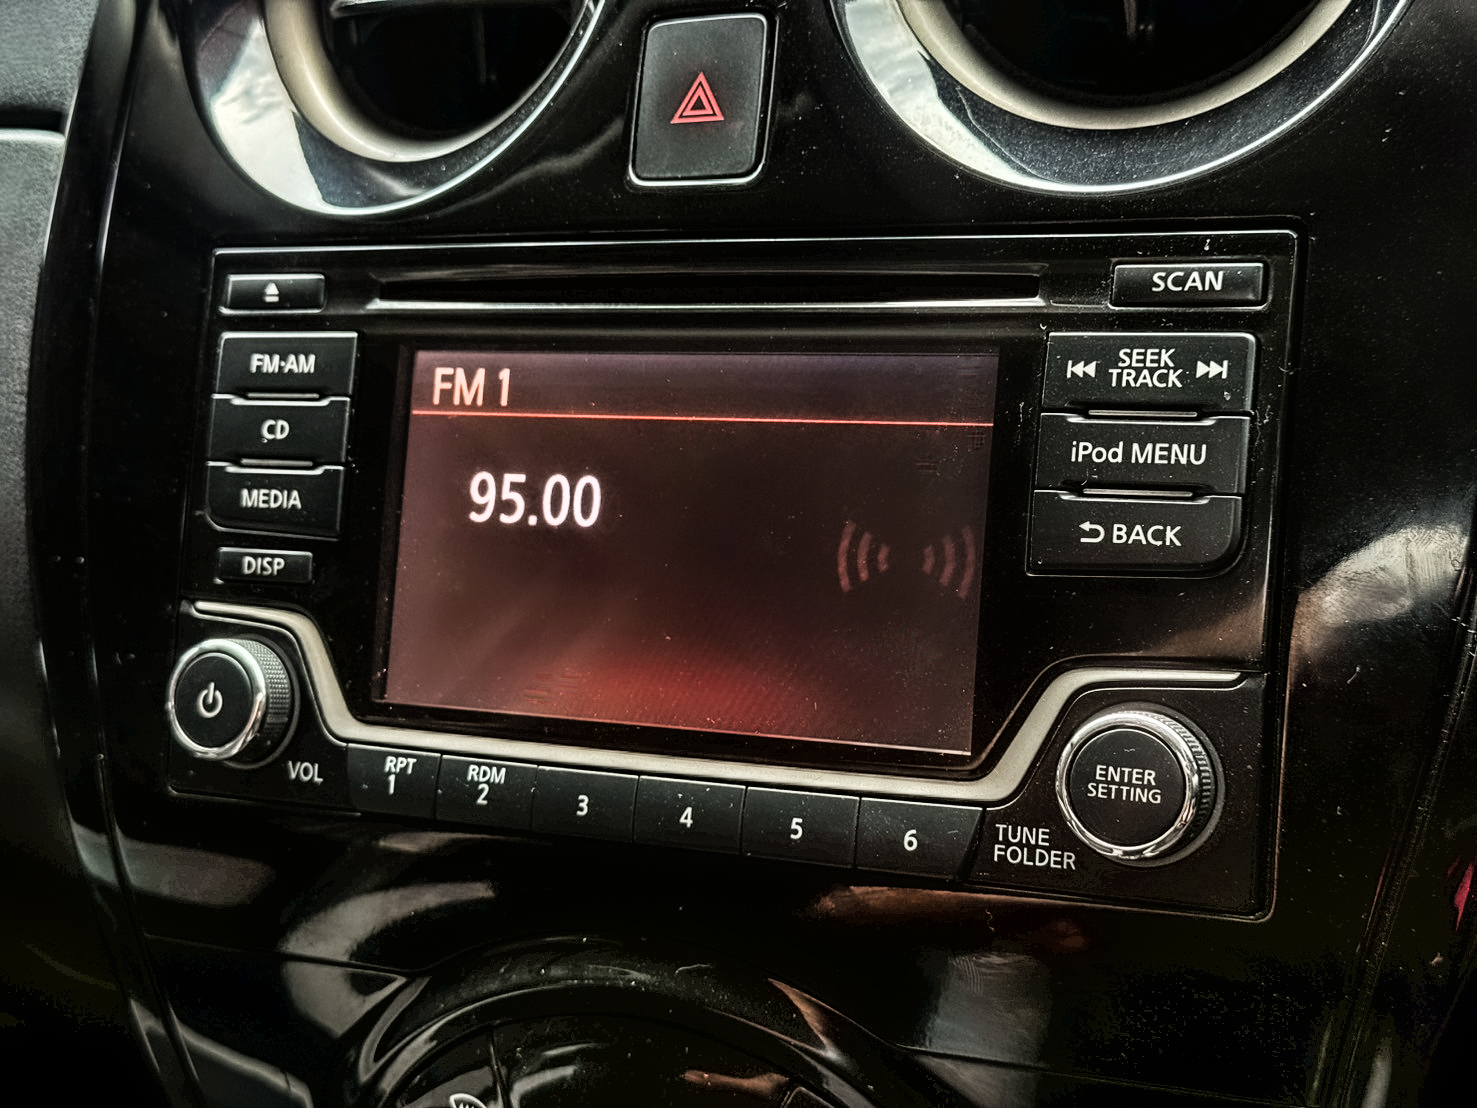 SCAN
FM·AM
CD
MEDIA
DISP
FM 1
95.00
SEEK
TRACK
iPod MENU
BACK
VOL
RPT
1
RDM
2
3
4
5
6
TUNE
FOLDER
ENTER
SETTING